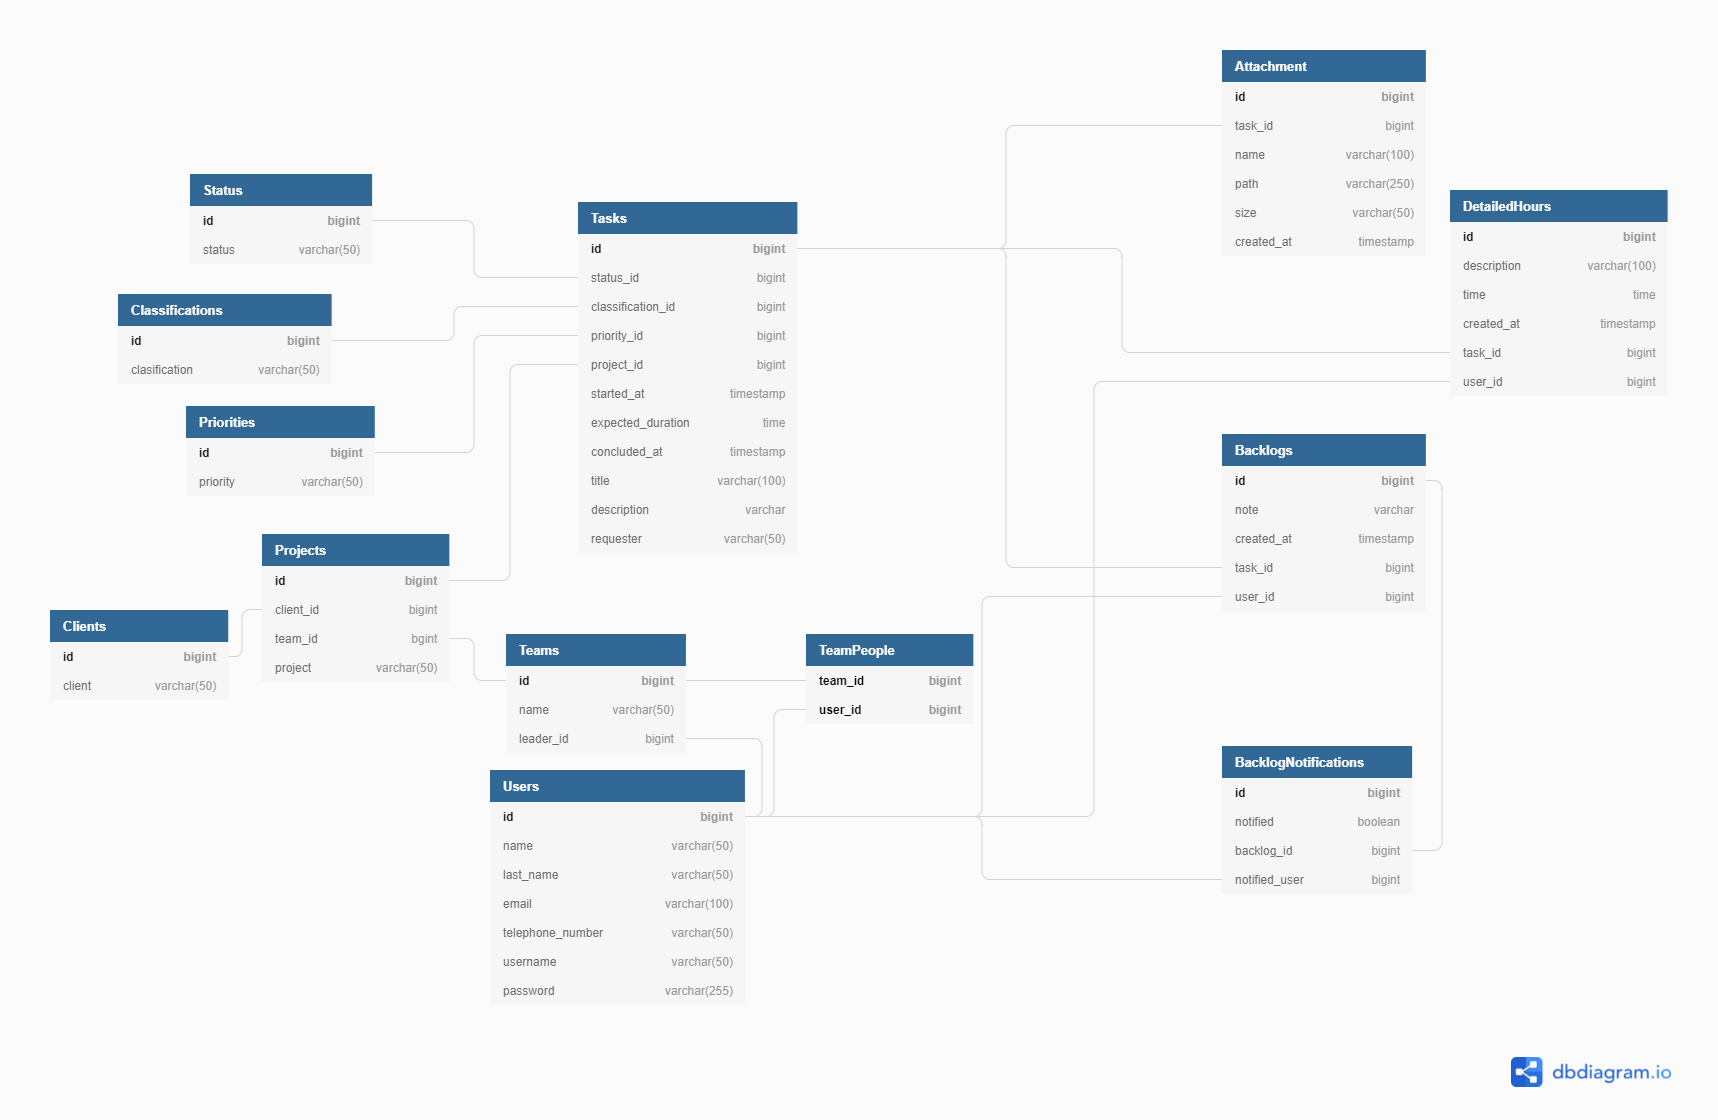 Attachment
id bigint
task_id bigint
name varchar(100)
path varchar(250)
size varchar(50)
created_at timestamp
Status
id bigint
status varchar(50)
DetailedHours
id bigint
description varchar(100)
time time
created_at timestamp
task_id bigint
user_id bigint
Tasks
id bigint
status_id bigint
classification_id bigint
priority_id bigint
project_id bigint
started_at timestamp
expected_duration time
concluded_at timestamp
title varchar(100)
description varchar
requester varchar(50)
Classifications
id bigint
clasification varchar(50)
Priorities
id bigint
priority varchar(50)
Backlogs
id bigint
note varchar
created_at timestamp
task_id bigint
user_id bigint
Projects
id bigint
client_id bigint
team_id bgint
project varchar(50)
Clients
id bigint
client varchar(50)
Teams
id bigint
name varchar(50)
leader_id bigint
TeamPeople
team_id bigint
user_id bigint
BacklogNotifications
id bigint
notified boolean
backlog_id bigint
notified_user bigint
Users
id bigint
name varchar(50)
last_name varchar(50)
email varchar(100)
telephone_number varchar(50)
username varchar(50)
password varchar(255)
dbdiagram.io